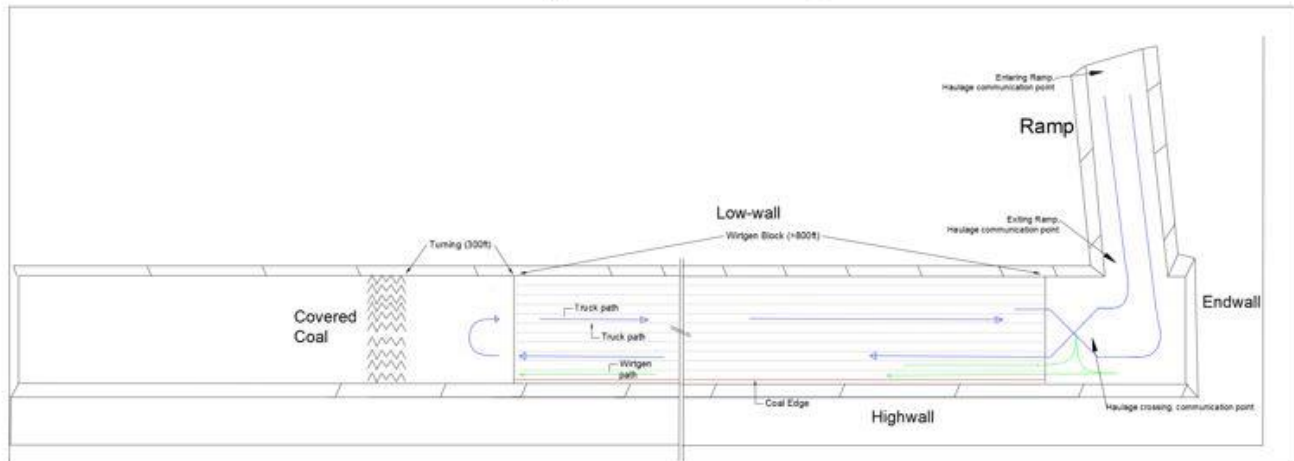 Entering Ramp,
Haulage communication point
Ramp
Low-wall
Exiting Ramp,
Haulage communication point
Turning (300ft)
Wirtgen Block (>800ft)
Covered
Coal
Truck path
Truck path
Wirtgen
path
Endwall
Coal Edge
Highwall
Haulage crossing, communication point